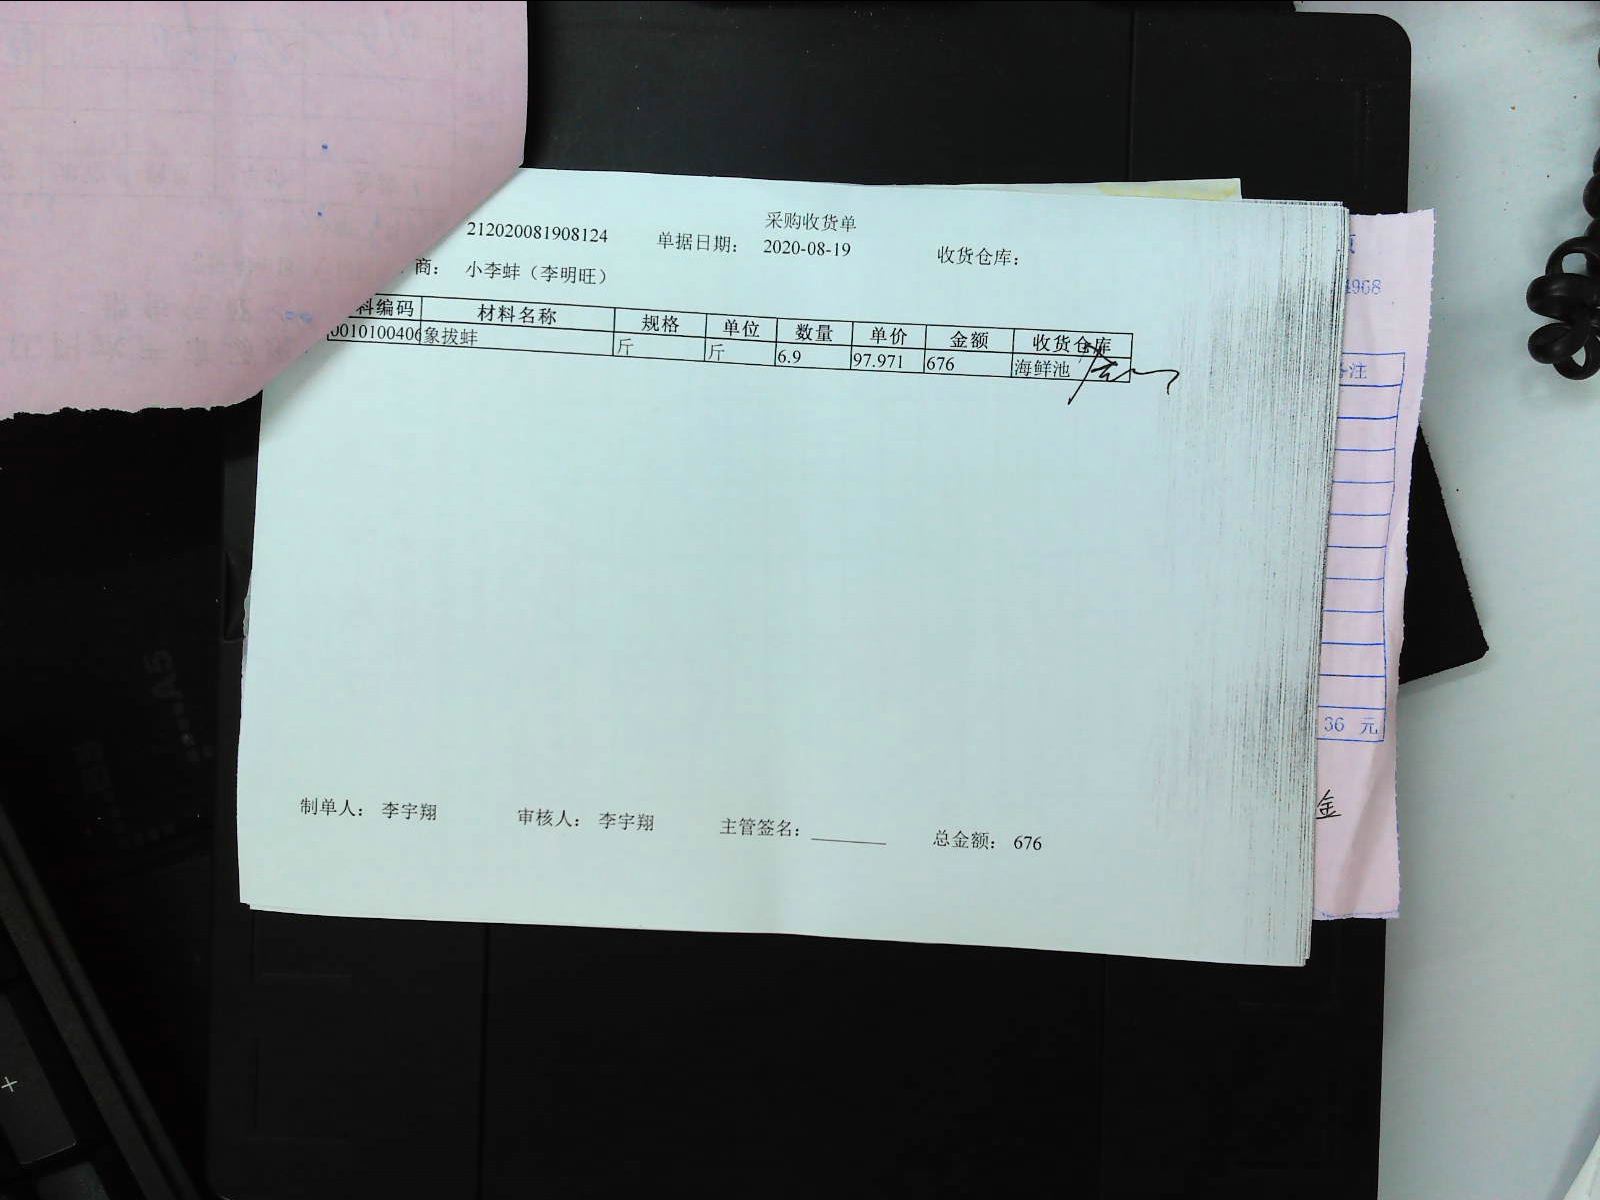 采购收货单
212020081908124 单据日期: 2020-08-19 收货仓库:
商: 小李蚌（李明旺）
料编码 材料名称 规格 单位 数量 单价 金额 收货仓库
0010100406 象拔蚌 斤 斤 6.9 97.971 676 海鲜池
制单人: 李宇翔 审核人: 李宇翔 主管签名: 总金额: 676
4968
注
36 元
金